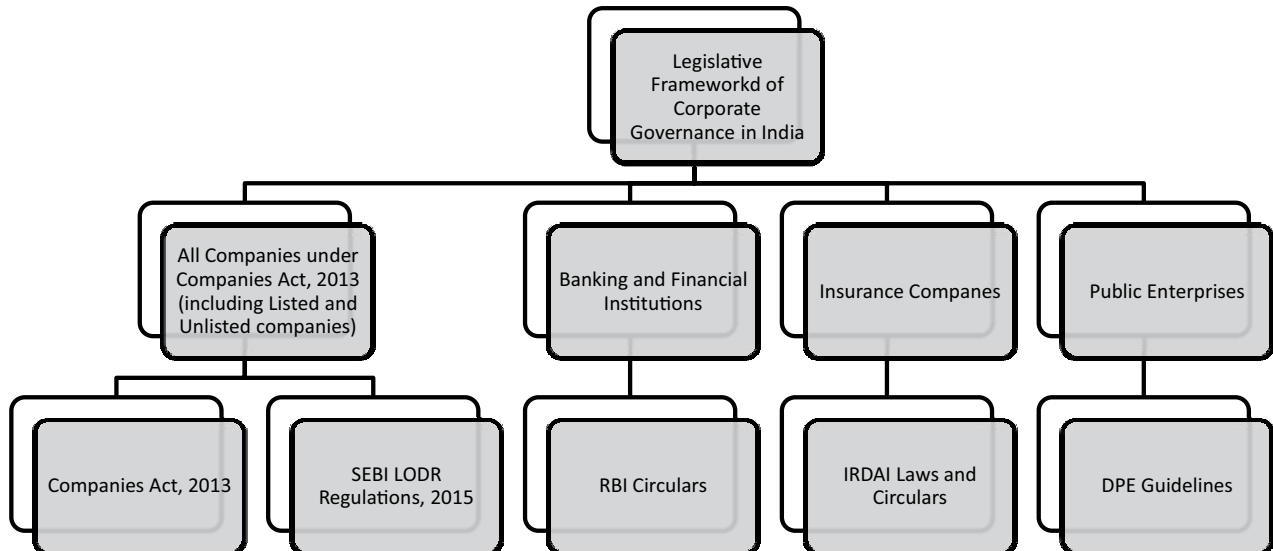 Legislative
Frameworkd of
Corporate
Governance in India
All Companies under
Companies Act, 2013
(including Listed and
Unlisted companies)
Banking and Financial
Institutions
Insurance Companes
Public Enterprises
Companies Act, 2013
SEBI LODR
Regulations, 2015
RBI Circulars
IRDAI Laws and
Circulars
DPE Guidelines